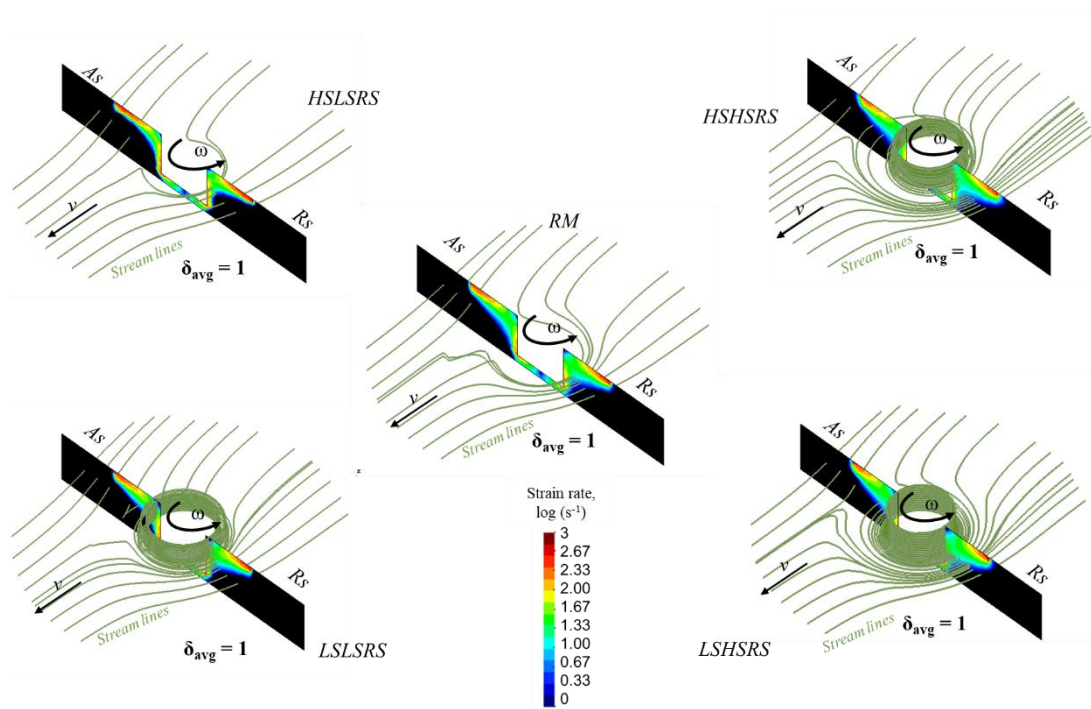 As
HSLSRS
ω
v
Rs
Stream lines
δavg = 1
As
HSHSRS
ω
v
Rs
Stream lines
δavg = 1
RM
As
ω
v
Rs
Stream lines
δavg = 1
As
ω
v
Rs
Stream lines
δavg = 1
LSLSRS
Strain rate,
log (s⁻¹)
3
2.67
2.33
2.00
1.67
1.33
1.00
0.67
0.33
0
As
ω
v
Rs
δavg = 1
LSHSRS
Stream lines